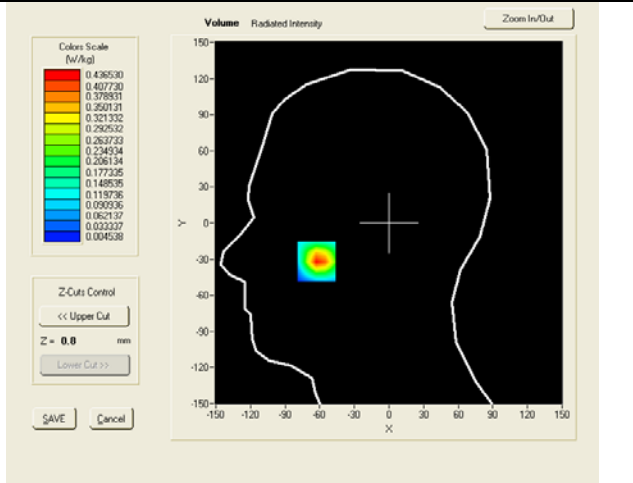 Volume Radiated Intensity
Zoom In/Out
Colors Scale
(W/kg)
0.436530
0.407730
0.378931
0.350131
0.321332
0.292532
0.263733
0.234934
0.206134
0.177335
0.148535
0.119736
0.090936
0.062137
0.033337
0.004538
Z-Cuts Control
<< Upper Cut
Z = 0.8 mm
Lower Cut >>
SAVE Cancel
150
120
90
60
30
0
-30
-60
-90
-120
-150
Y
-150 -120 -90 -60 -30 0 30 60 90 120 150
X